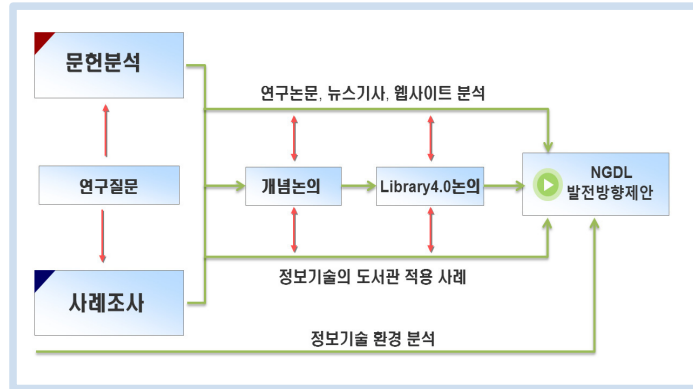 문헌분석
연구논문, 뉴스기사, 웹사이트 분석
연구질문
개념논의
Library4.0논의
NGDL
발전방향제안
정보기술의 도서관 적용 사례
사례조사
정보기술 환경 분석